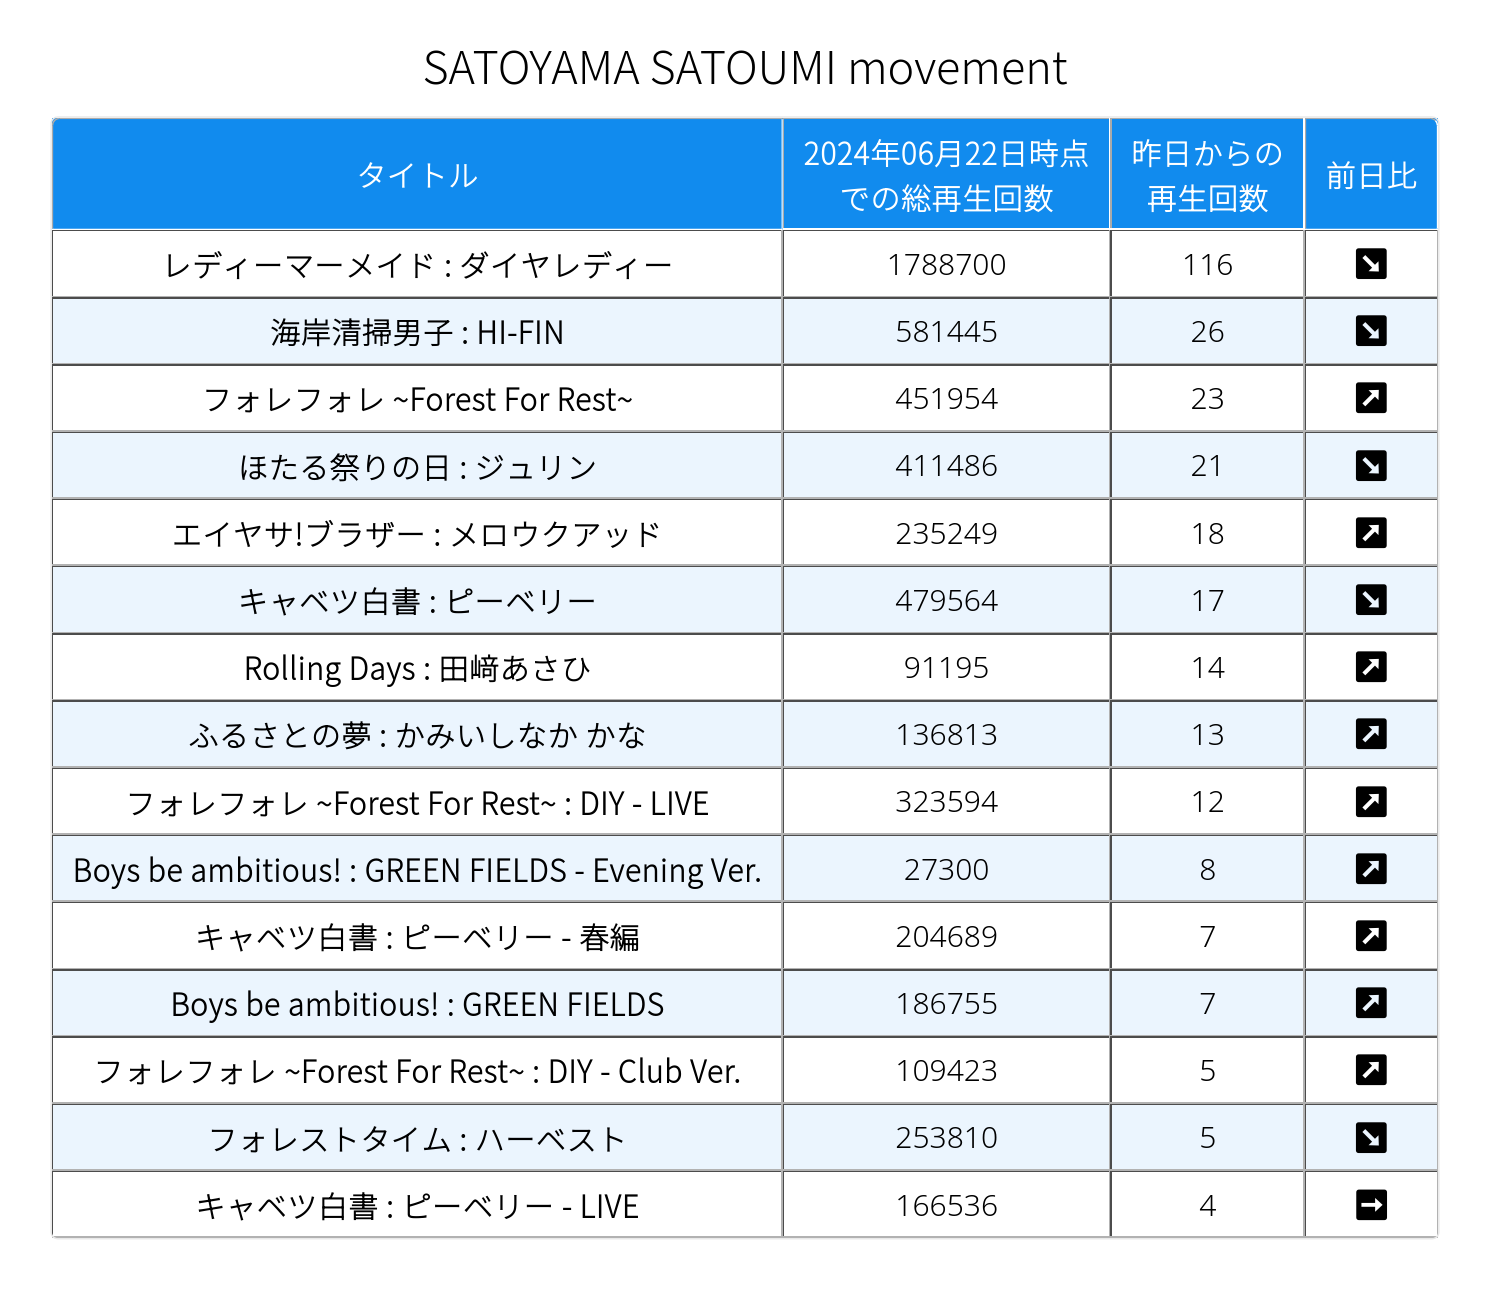 SATOYAMA SATOUMI movement
タイトル 2024年06月22日時点での総再生回数 昨日からの再生回数 前日比
レディーマーメイド : ダイヤレディー 1788700 116 ↘
海岸清掃男子 : HI-FIN 581445 26 ↘
フォレフォレ ~Forest For Rest~ 451954 23 ↗
ほたる祭りの日 : ジュリン 411486 21 ↘
エイヤサ!ブラザー : メロウクアッド 235249 18 ↗
キャベツ白書 : ピーベリー 479564 17 ↘
Rolling Days : 田﨑あさひ 91195 14 ↗
ふるさとの夢 : かみいしなか かな 136813 13 ↗
フォレフォレ ~Forest For Rest~ : DIY - LIVE 323594 12 ↗
Boys be ambitious! : GREEN FIELDS - Evening Ver. 27300 8 ↗
キャベツ白書 : ピーベリー - 春編 204689 7 ↗
Boys be ambitious! : GREEN FIELDS 186755 7 ↗
フォレフォレ ~Forest For Rest~ : DIY - Club Ver. 109423 5 ↗
フォレストタイム : ハーベスト 253810 5 ↘
キャベツ白書 : ピーベリー - LIVE 166536 4 →